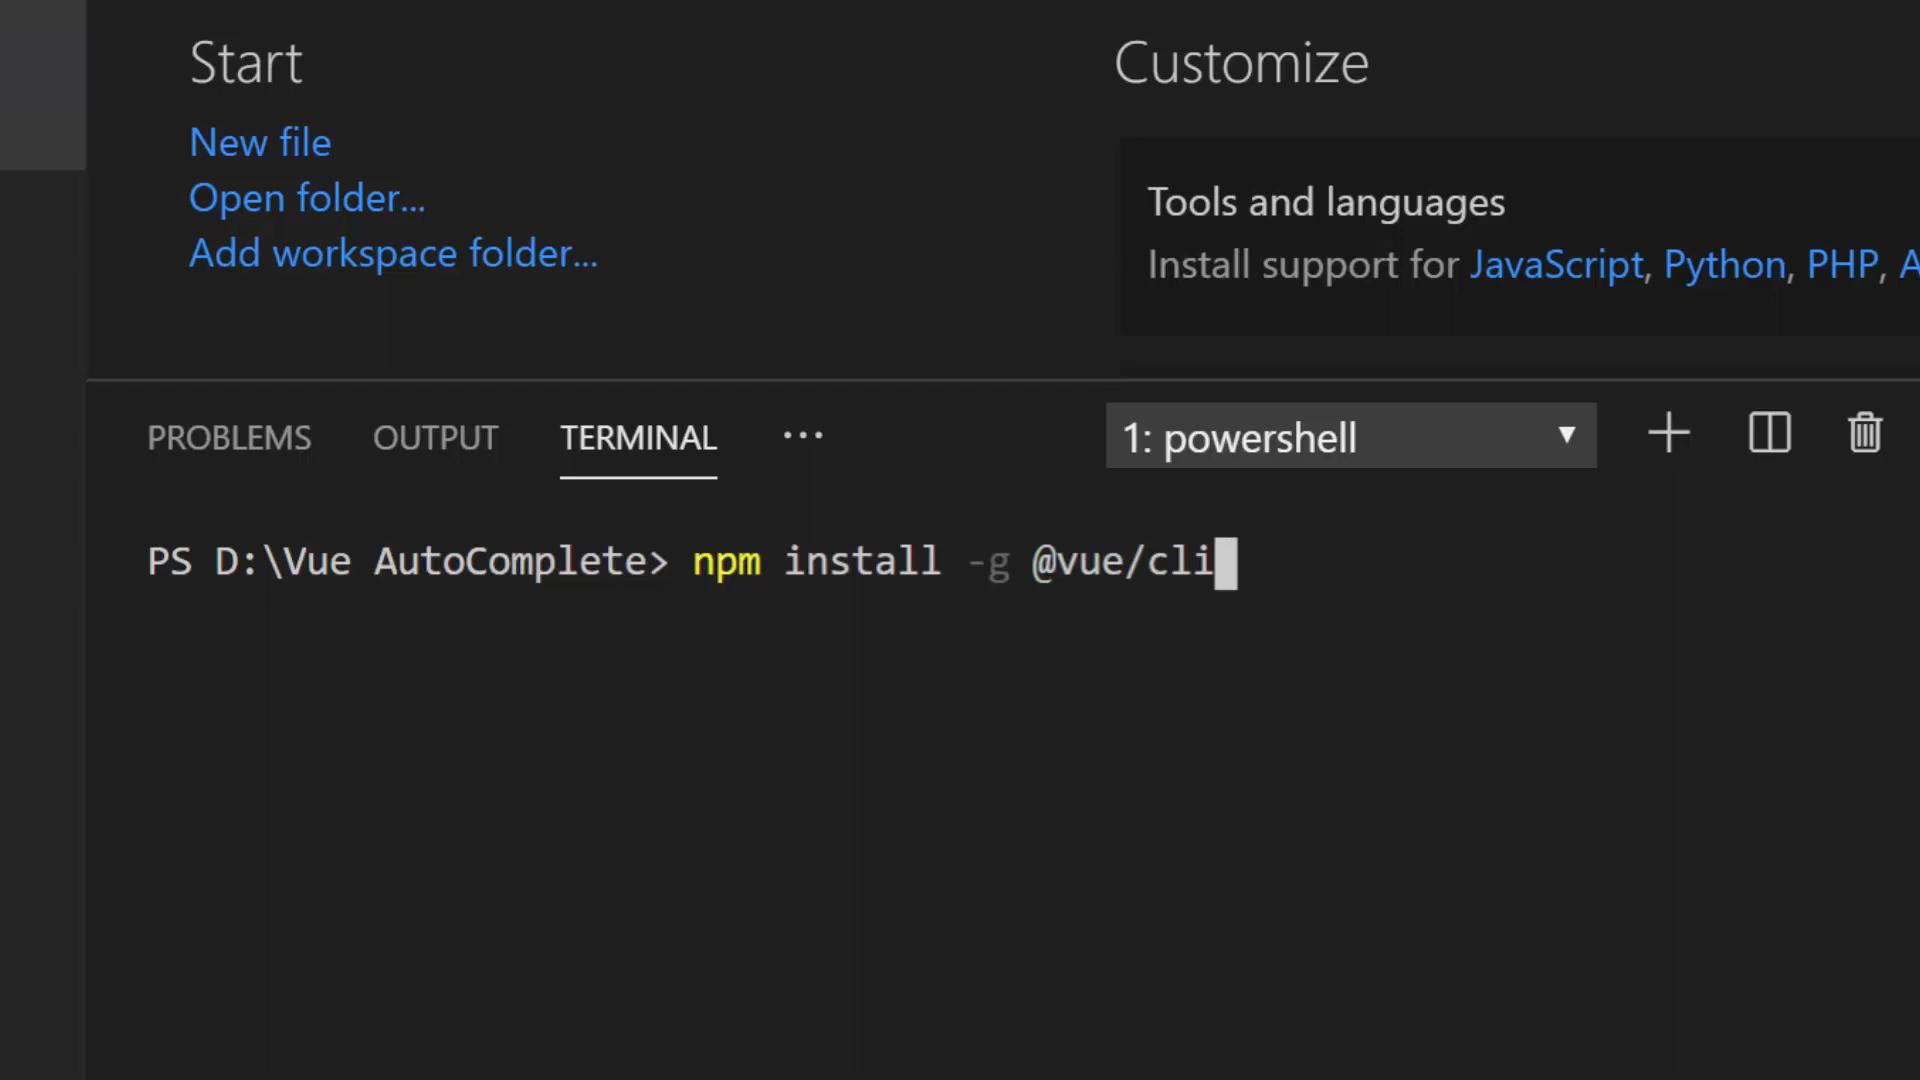 Start
New file
Open folder...
Add workspace folder...
Customize
Tools and languages
Install support for JavaScript, Python, PHP, A
PROBLEMS OUTPUT TERMINAL ... 1: powershell
PS D:\Vue AutoComplete> npm install -g @vue/cli